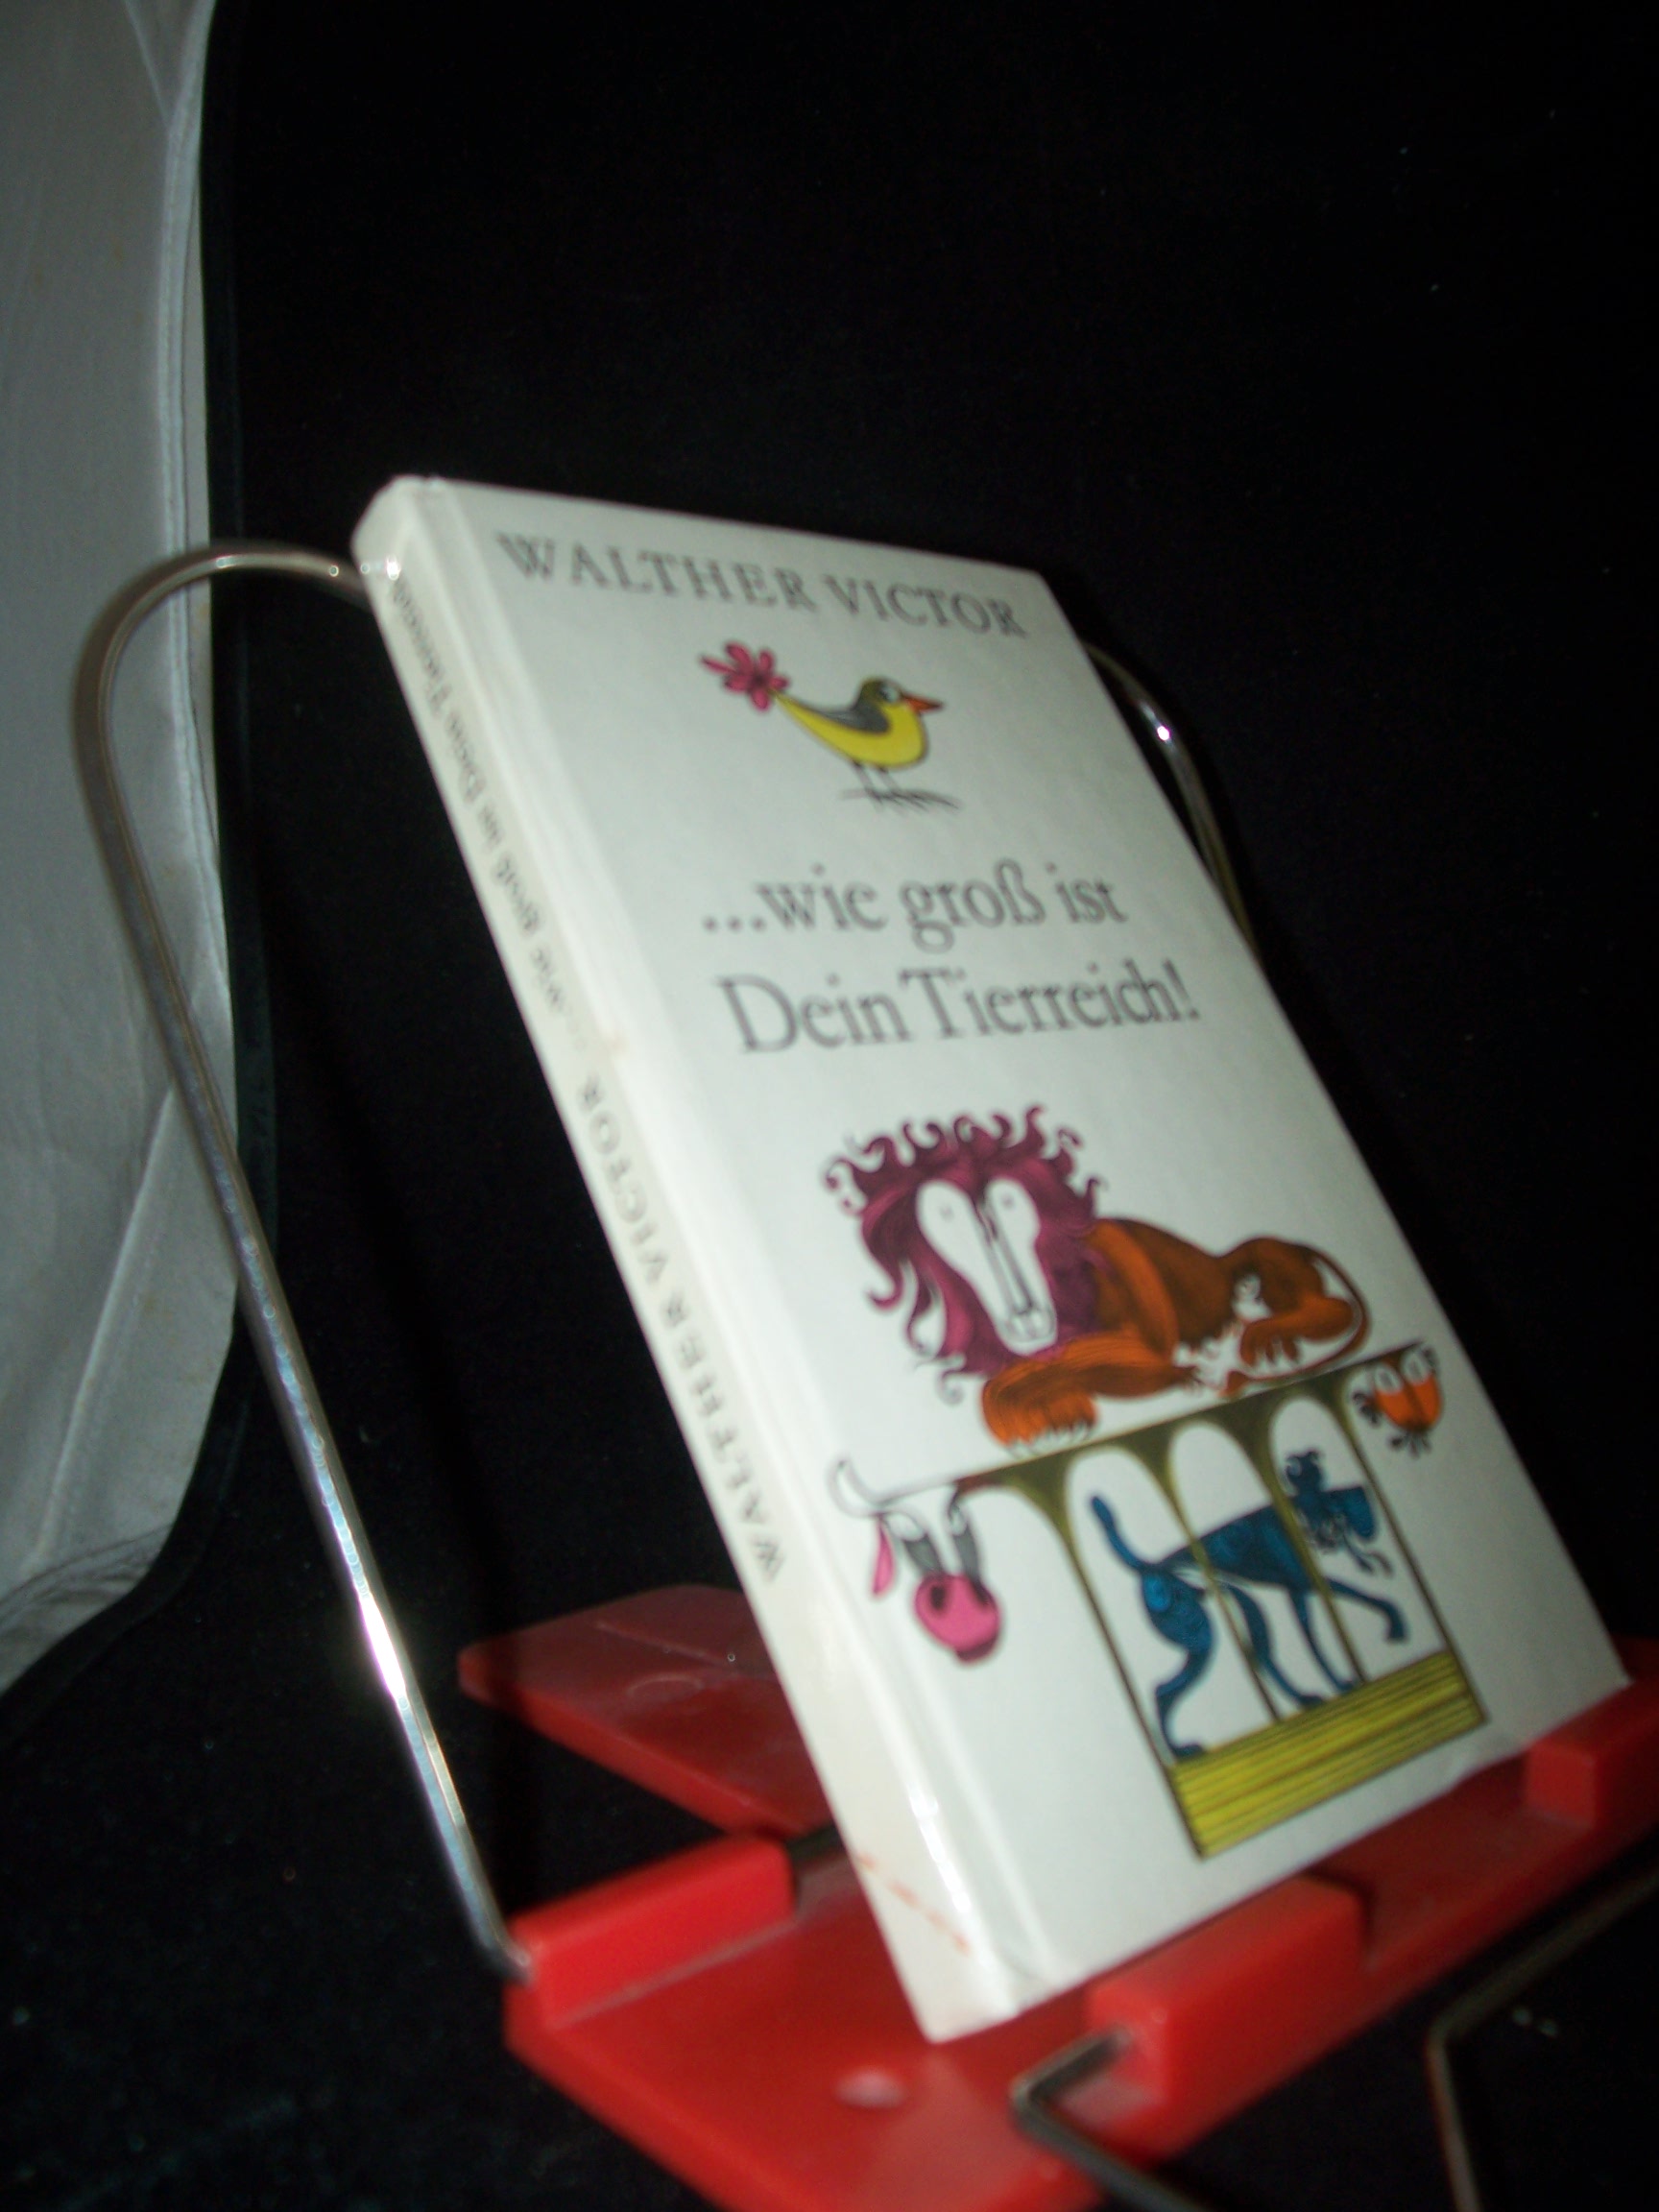 WALTHER VICTOR
...wie groß ist
Dein Tierreich!
WALTHER VICTOR ...wie groß ist Dein Tierreich!